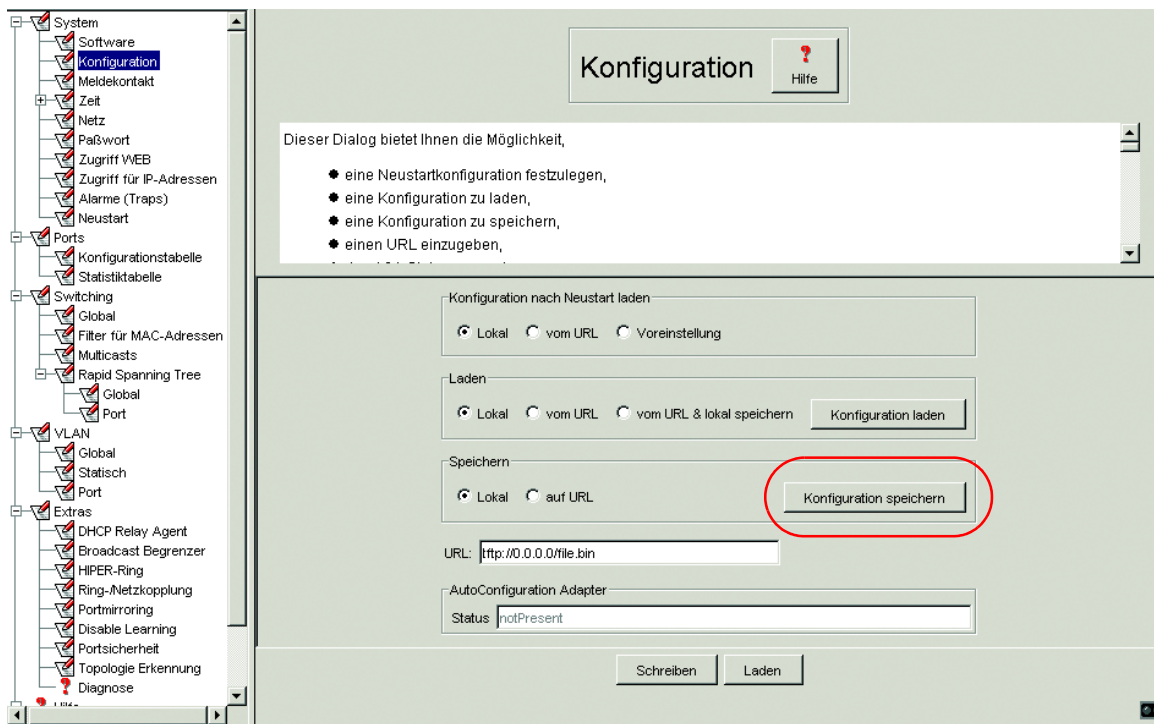 System
Software
Konfiguration
Meldekontakt
Zeit
Netz
Paßwort
Zugriff WEB
Zugriff für IP-Adressen
Alarme (Traps)
Neustart
Ports
Konfigurationstabelle
Statistiktabelle
Switching
Global
Filter für MAC-Adressen
Multicasts
Rapid Spanning Tree
Global
Port
VLAN
Global
Statisch
Port
Extras
DHCP Relay Agent
Broadcast Begrenzer
HIPER-Ring
Ring-/Netzkopplung
Portmirroring
Disable Learning
Portsicherheit
Topologie Erkennung
Diagnose
Konfiguration
? Hilfe
Dieser Dialog bietet Ihnen die Möglichkeit,
● eine Neustartkonfiguration festzulegen,
● eine Konfiguration zu laden,
● eine Konfiguration zu speichern,
● einen URL einzugeben,
Konfiguration nach Neustart laden
Lokal vom URL Voreinstellung
Laden
Lokal vom URL vom URL & lokal speichern Konfiguration laden
Speichern
Lokal auf URL Konfiguration speichern
URL: tftp://0.0.0.0/file.bin
AutoConfiguration Adapter
Status notPresent
Schreiben Laden